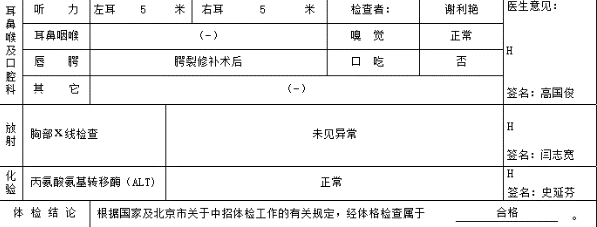 耳鼻喉及口腔科 听 力 左耳 5 米 右耳 5 米 检查者： 谢利艳 医生意见：
耳鼻咽喉 （-） 嗅 觉 正常
H
唇 腭 腭裂修补术后 口 吃 否
其 它 （-）
签名：高国俊
放射 胸部X线检查 未见异常
H
签名：闫志宽
化验 丙氨酸氨基转移酶（ALT） 正常
H
签名：史延芬
体 检 结 论 根据国家及北京市关于中招体检工作的有关规定，经体格检查属于 合格 。